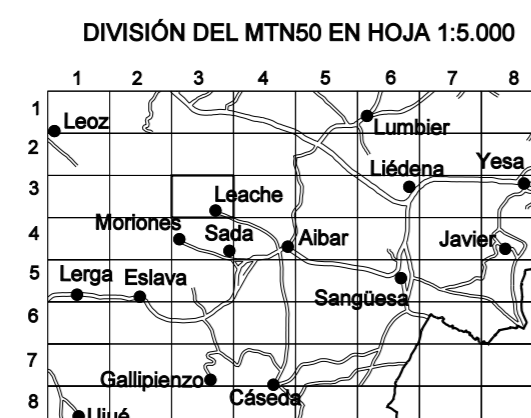 DIVISIÓN DEL MTN50 EN HOJA 1:5.000
1 2 3 4 5 6 7 8
1
Leoz
Lumbier
2
Liédena
Yesa
3
Leache
Moriones
Sada
Aibar
Javier
4
Lerga
Eslava
5
Sangüesa
6
7
Gallipienzo
Cáseda
8
Ujué